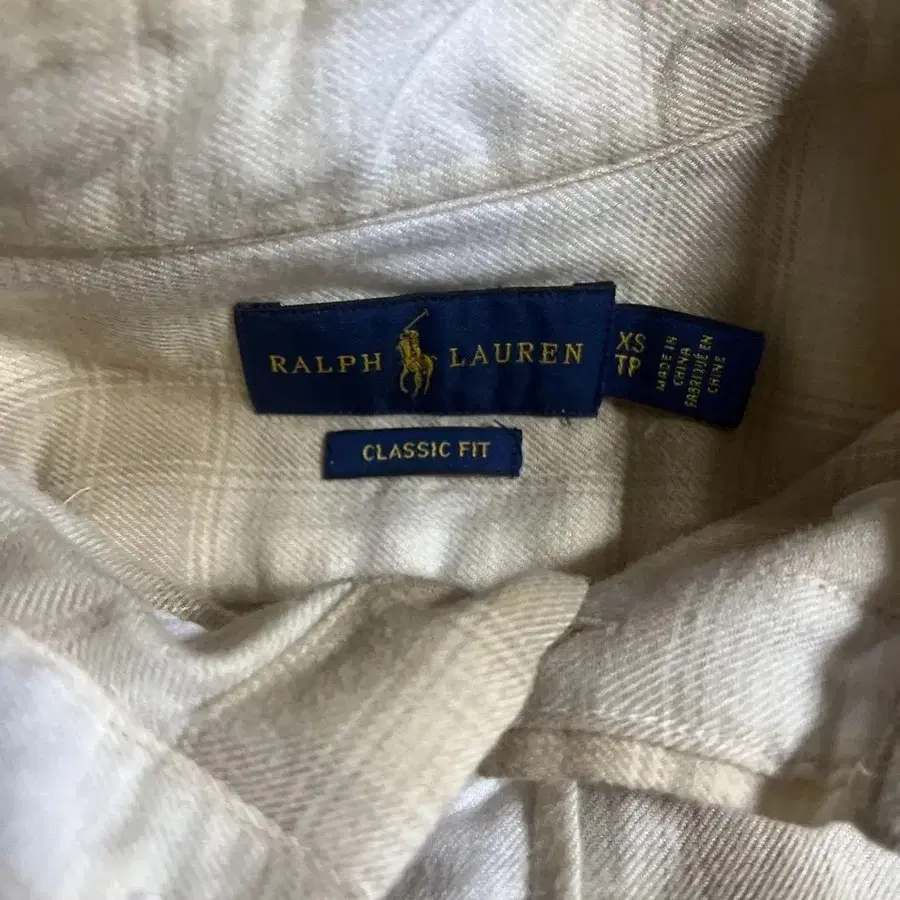 RALPH LAUREN
XS
TP
MADE IN
CHINA
FABRIQUÉ EN
CHINE
CLASSIC FIT